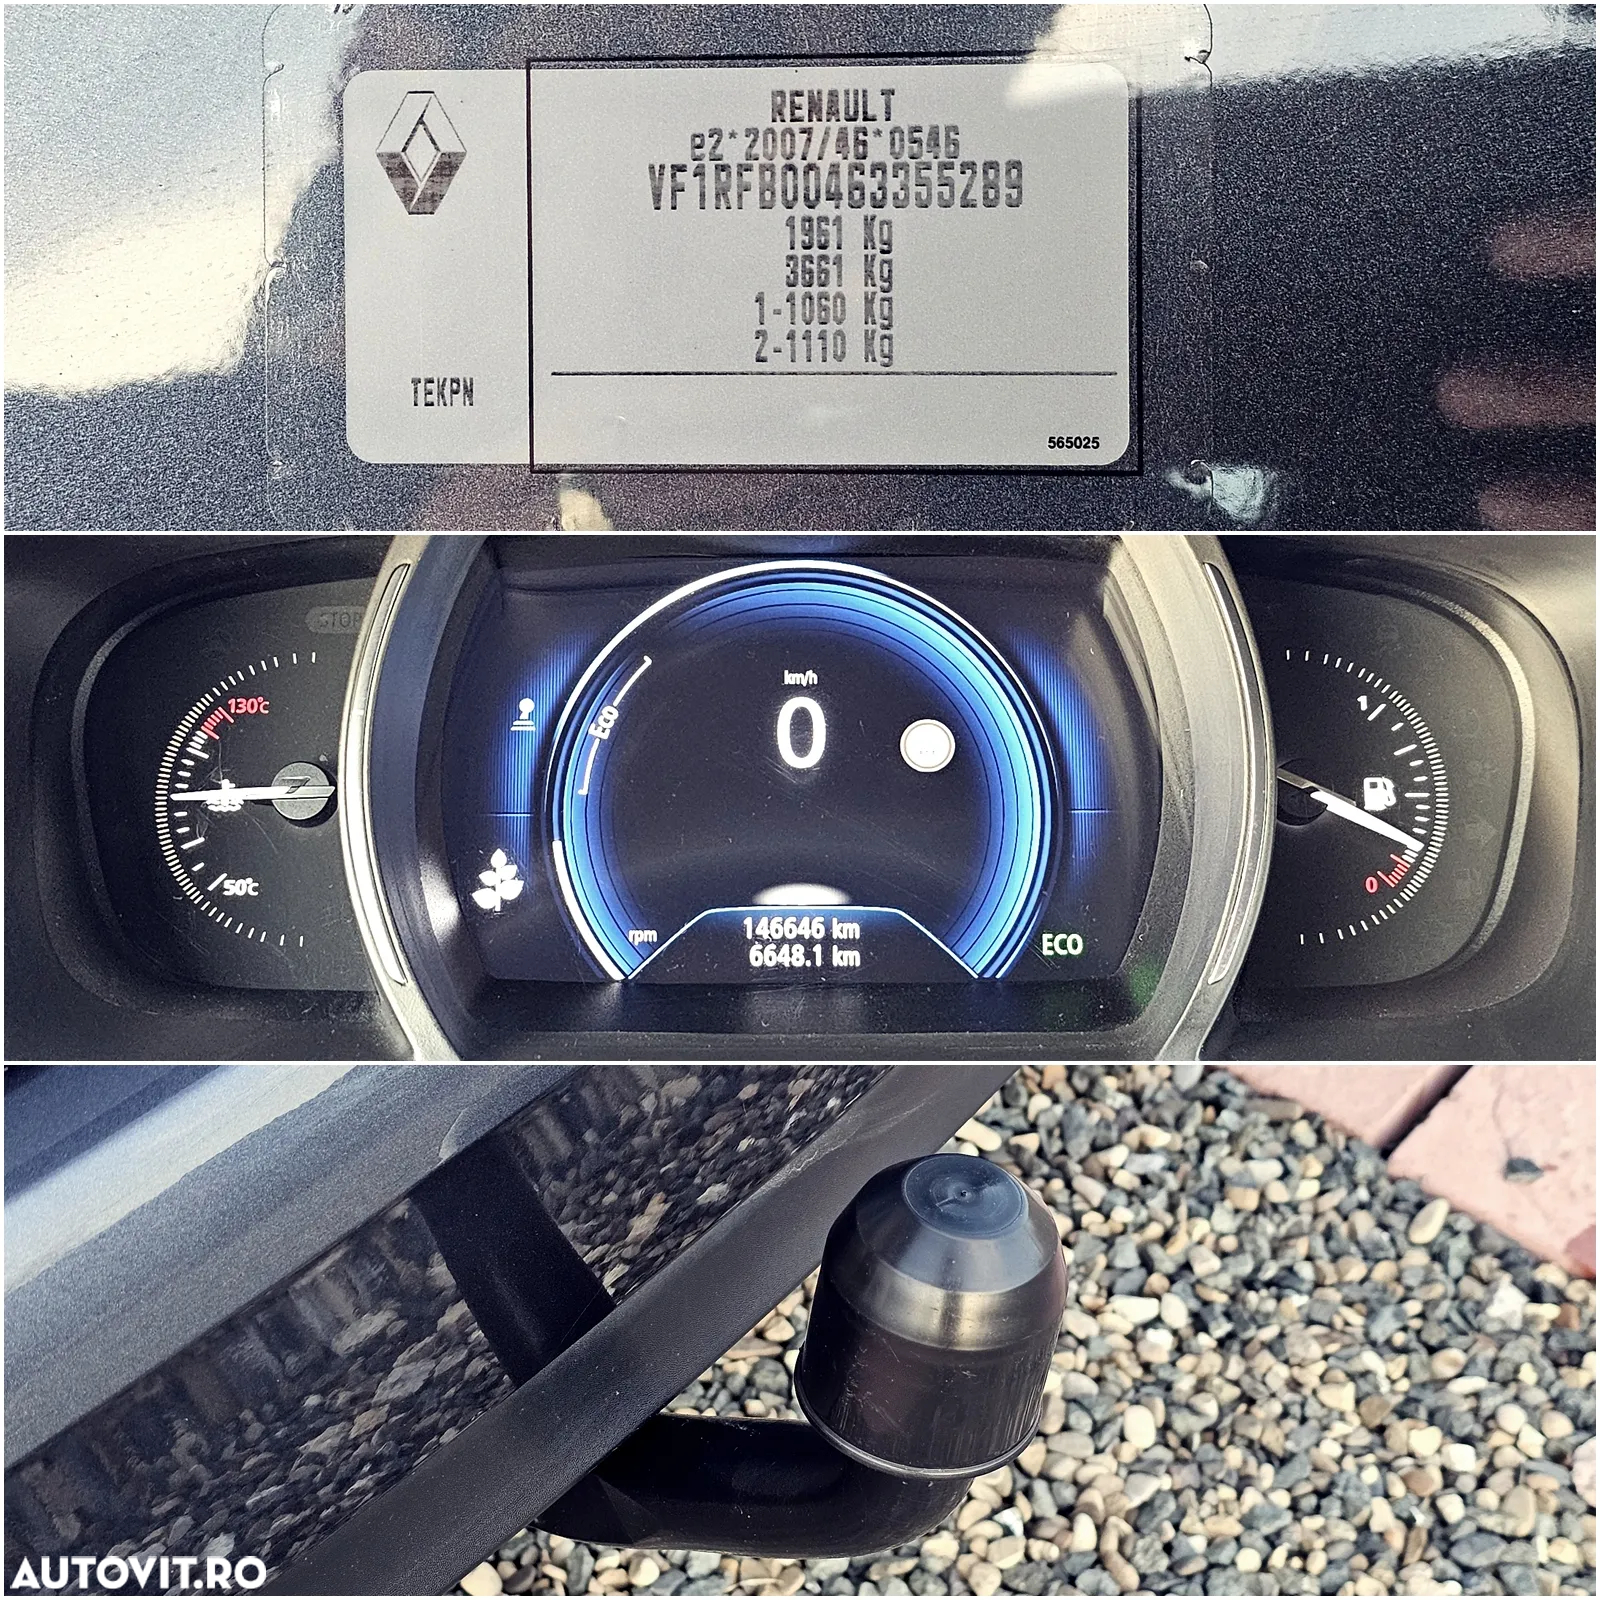 RENAULT
e2*2007/46*0546
VF1RFB00463355289
1961 Kg
3661 Kg
1-1060 Kg
2-1110 Kg
TEKPN
565025
STOP
130°C
50°C
ECO
km/h
0
rpm
146646 km
6648.1 km
ECO
1
0
AUTOVIT.RO